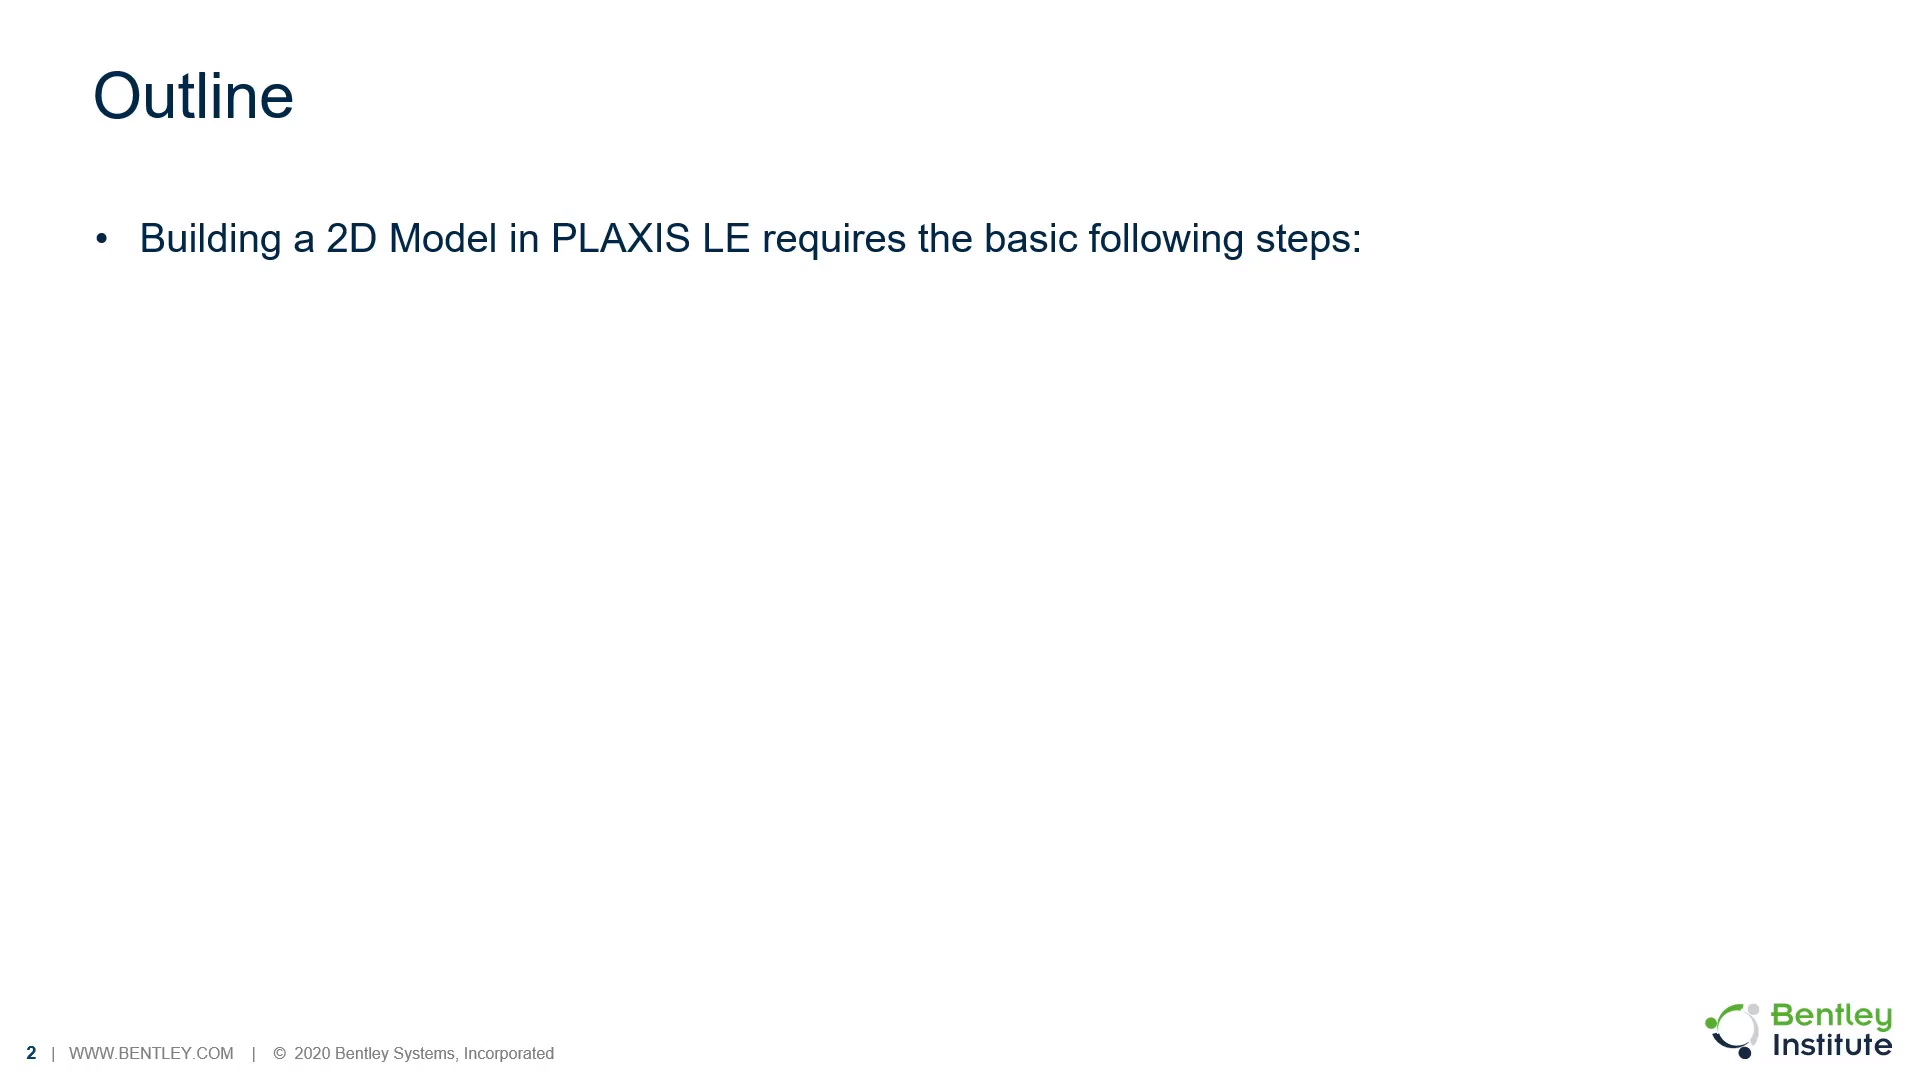 Outline
• Building a 2D Model in PLAXIS LE requires the basic following steps:
2 | WWW.BENTLEY.COM | © 2020 Bentley Systems, Incorporated
Bentley
Institute